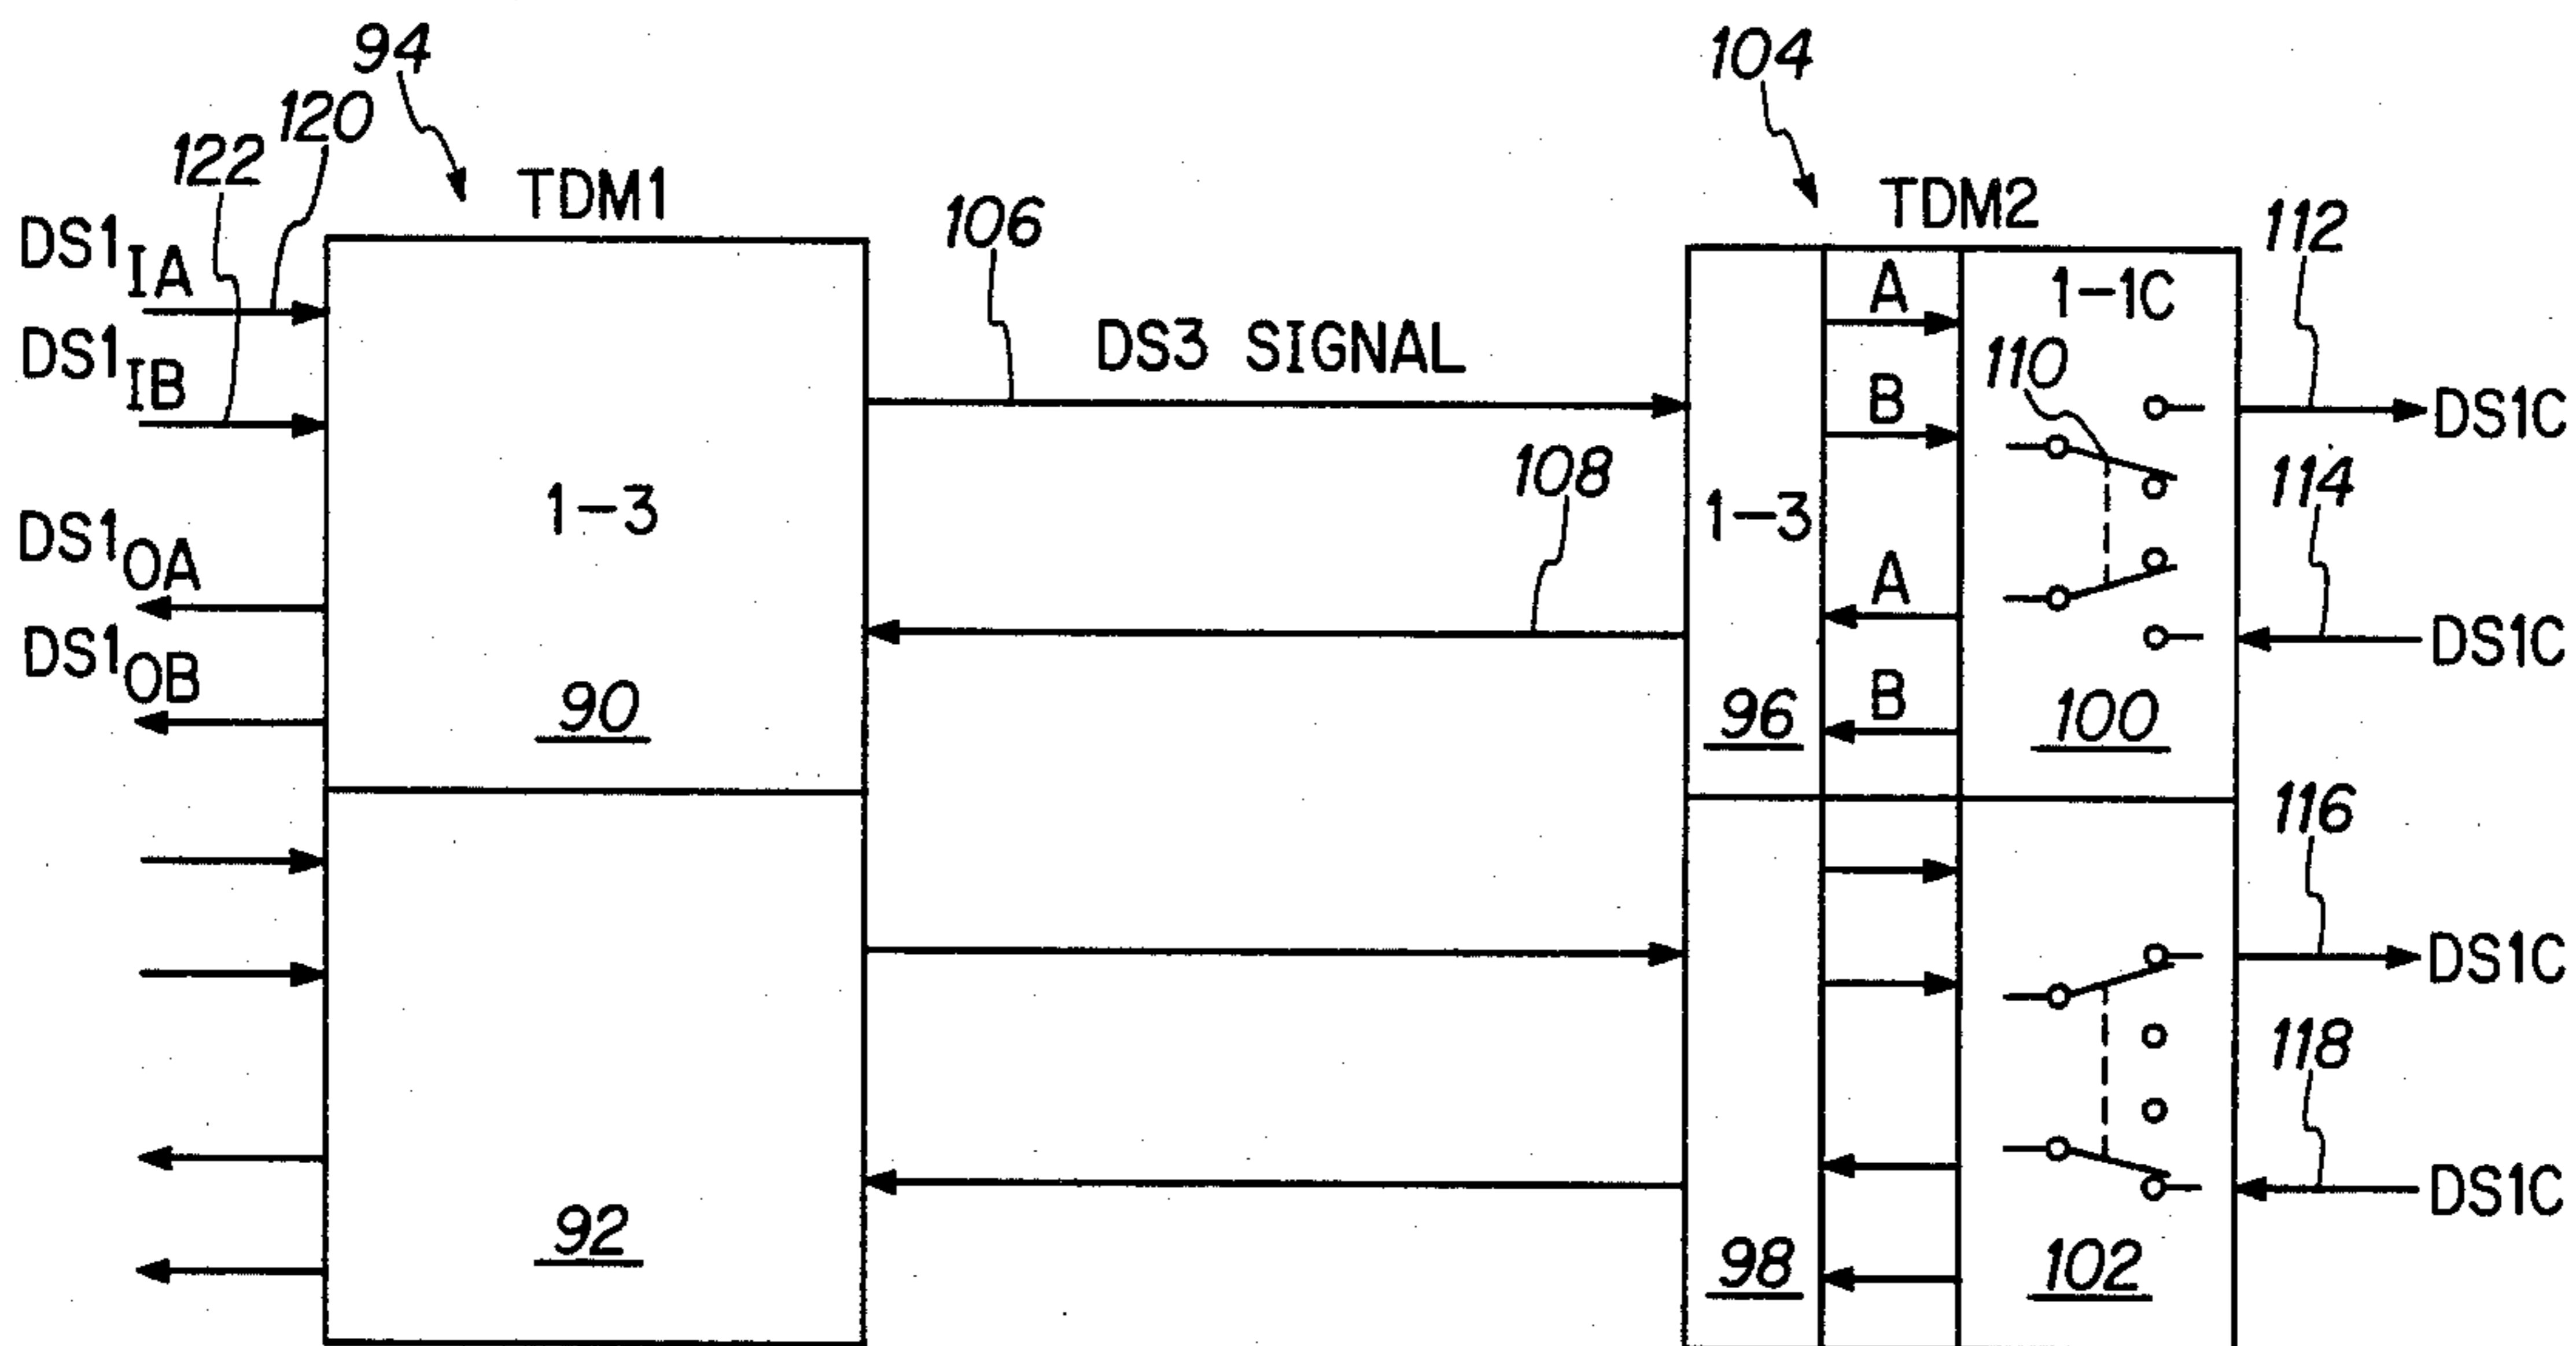 94
104
120
122
TDM1
TDM2
106
112
DS1IA
A
1-1C
DS1IB
DS3 SIGNAL
110
B
DS1C
108
114
1-3
1-3
DS1OA
A
DS1OB
DS1C
B
90
96
100
116
DS1C
118
DS1C
92
98
102